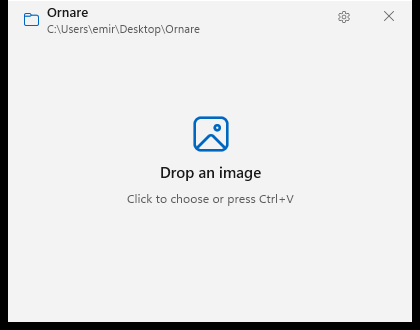 Ornare
C:\Users\emir\Desktop\Ornare
Drop an image
Click to choose or press Ctrl+V